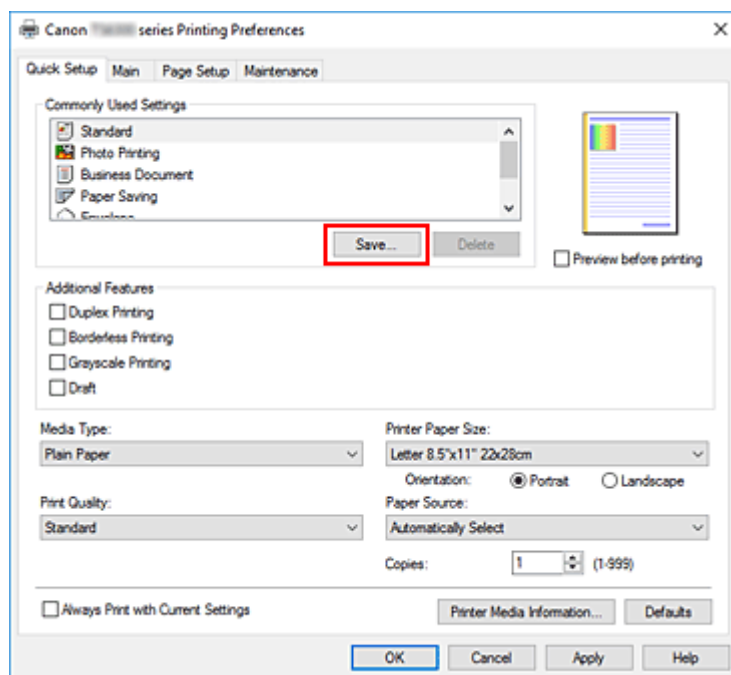 Canon series Printing Preferences
Quick Setup Main Page Setup Maintenance
Commonly Used Settings
Standard
Photo Printing
Business Document
Paper Saving
Envelope
Save... Delete
Preview before printing
Additional Features
Duplex Printing
Borderless Printing
Grayscale Printing
Draft
Media Type: Printer Paper Size:
Plain Paper Letter 8.5"x11" 22x28cm
Orientation: Portrait Landscape
Print Quality: Paper Source:
Standard Automatically Select
Copies: 1 (1-999)
Always Print with Current Settings Printer Media Information... Defaults
OK Cancel Apply Help